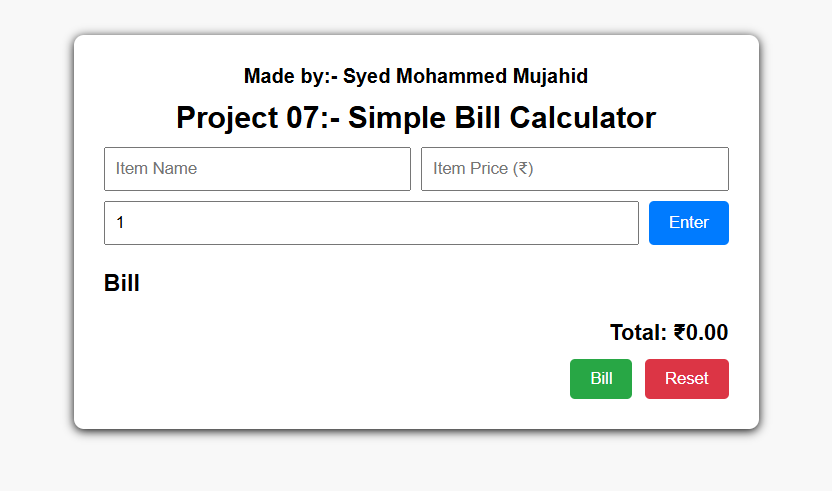 Made by:- Syed Mohammed Mujahid
Project 07:- Simple Bill Calculator
Item Name
Item Price (₹)
1
Enter
Bill
Total: ₹0.00
Bill
Reset